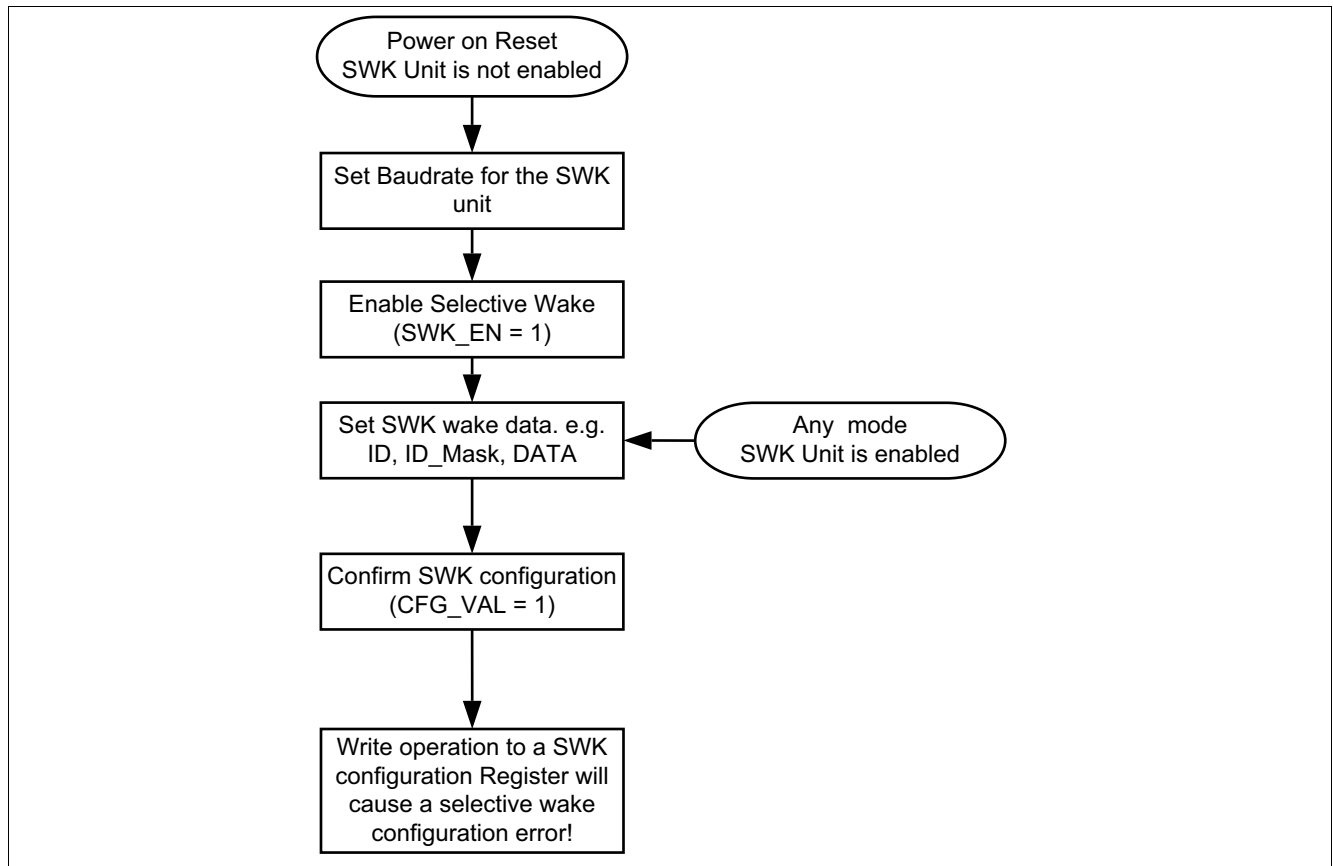 Power on Reset
SWK Unit is not enabled
Set Baudrate for the SWK
unit
Enable Selective Wake
(SWK_EN = 1)
Set SWK wake data. e.g.
ID, ID_Mask, DATA
Any mode
SWK Unit is enabled
Confirm SWK configuration
(CFG_VAL = 1)
Write operation to a SWK
configuration Register will
cause a selective wake
configuration error!